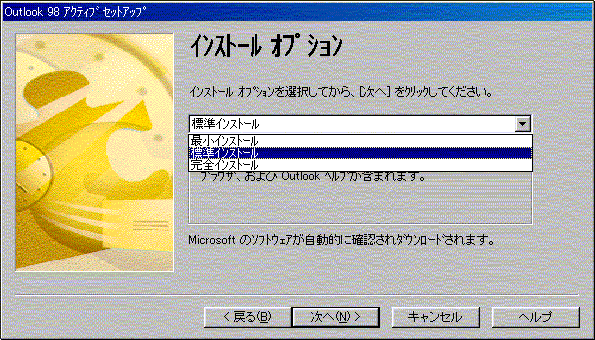 Outlook 98 ｱｸﾃｨﾌﾞ ｾｯﾄｱｯﾌﾟ
ｲﾝｽﾄｰﾙ ｵﾌﾟｼｮﾝ
ｲﾝｽﾄｰﾙ ｵﾌﾟｼｮﾝを選択してから、[次へ] をｸﾘｯｸしてください。
標準ｲﾝｽﾄｰﾙ
最小ｲﾝｽﾄｰﾙ
標準ｲﾝｽﾄｰﾙ
完全ｲﾝｽﾄｰﾙ
ﾌﾞﾗｳｻﾞ、および Outlook ﾍﾙﾌﾟが含まれます。
Microsoft のｿﾌﾄｳｪｱが自動的に確認されﾀﾞｳﾝﾛｰﾄﾞされます。
< 戻る(B)
次へ(N) >
キャンセル
ヘルプ